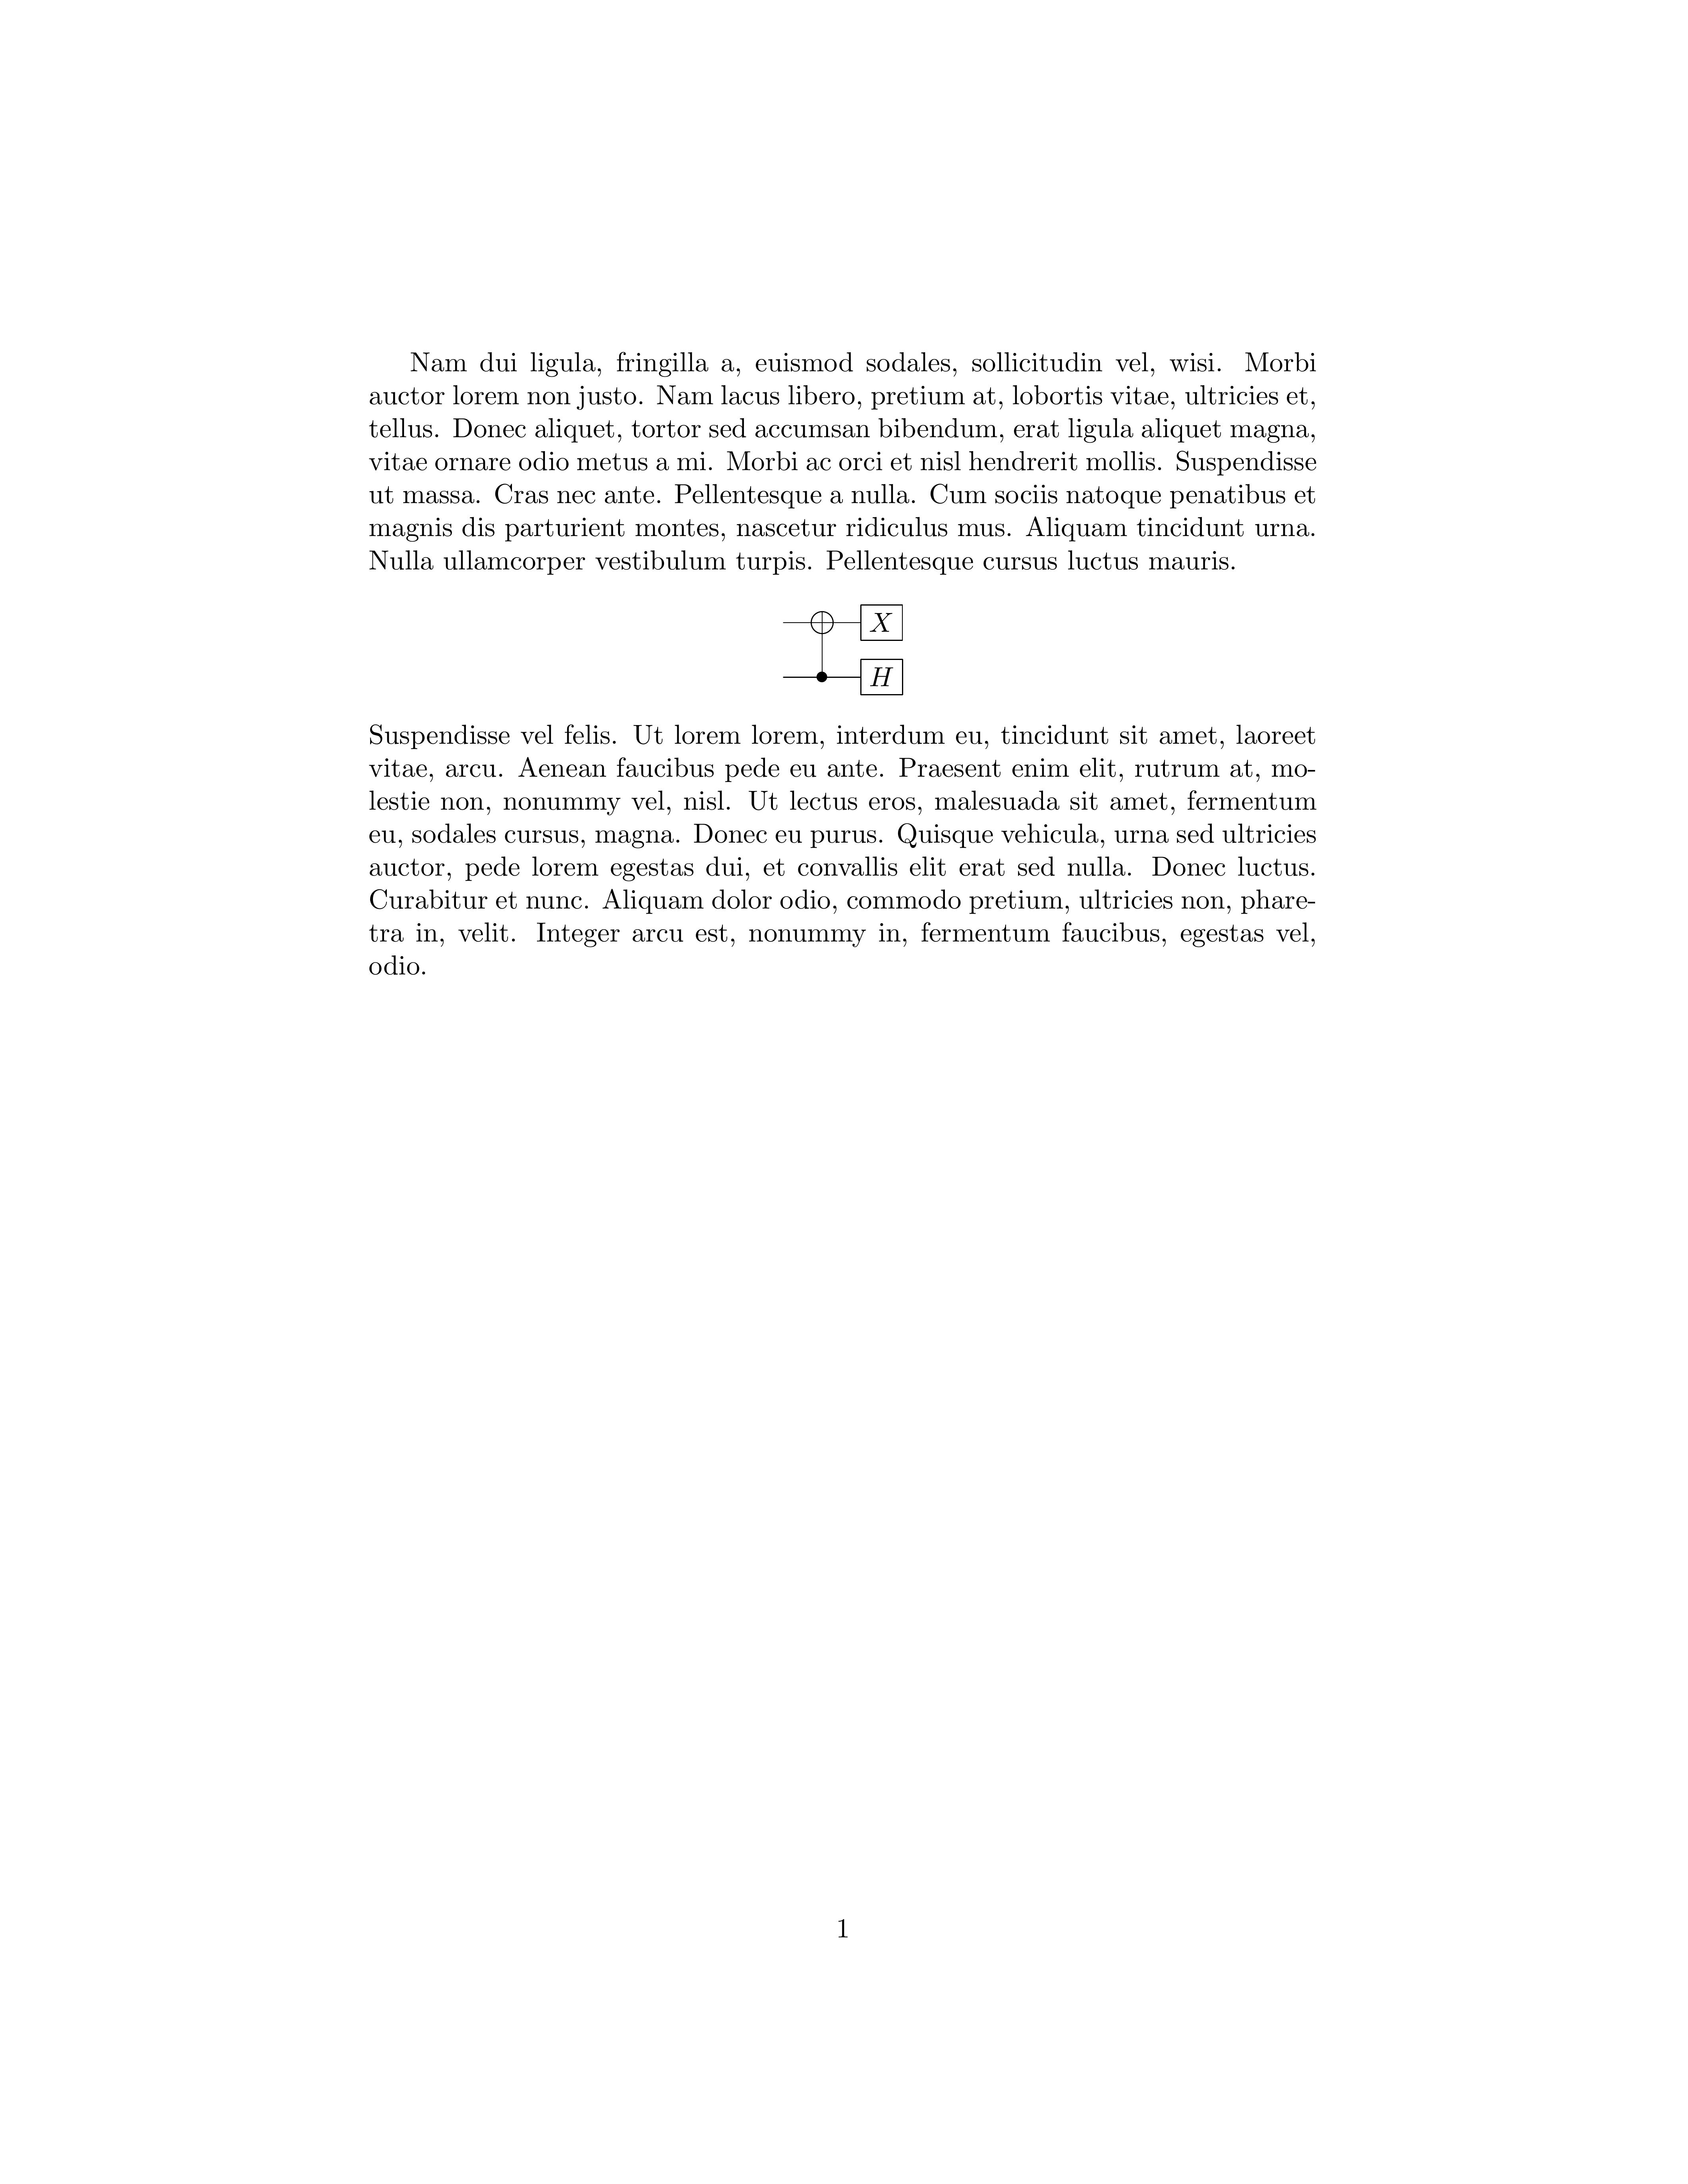 Nam dui ligula, fringilla a, euismod sodales, sollicitudin vel, wisi. Morbi
auctor lorem non justo. Nam lacus libero, pretium at, lobortis vitae, ultricies et,
tellus. Donec aliquet, tortor sed accumsan bibendum, erat ligula aliquet magna,
vitae ornare odio metus a mi. Morbi ac orci et nisl hendrerit mollis. Suspendisse
ut massa. Cras nec ante. Pellentesque a nulla. Cum sociis natoque penatibus et
magnis dis parturient montes, nascetur ridiculus mus. Aliquam tincidunt urna.
Nulla ullamcorper vestibulum turpis. Pellentesque cursus luctus mauris.
X
H
Suspendisse vel felis. Ut lorem lorem, interdum eu, tincidunt sit amet, laoreet
vitae, arcu. Aenean faucibus pede eu ante. Praesent enim elit, rutrum at, mo-
lestie non, nonummy vel, nisl. Ut lectus eros, malesuada sit amet, fermentum
eu, sodales cursus, magna. Donec eu purus. Quisque vehicula, urna sed ultricies
auctor, pede lorem egestas dui, et convallis elit erat sed nulla. Donec luctus.
Curabitur et nunc. Aliquam dolor odio, commodo pretium, ultricies non, phare-
tra in, velit. Integer arcu est, nonummy in, fermentum faucibus, egestas vel,
odio.
1